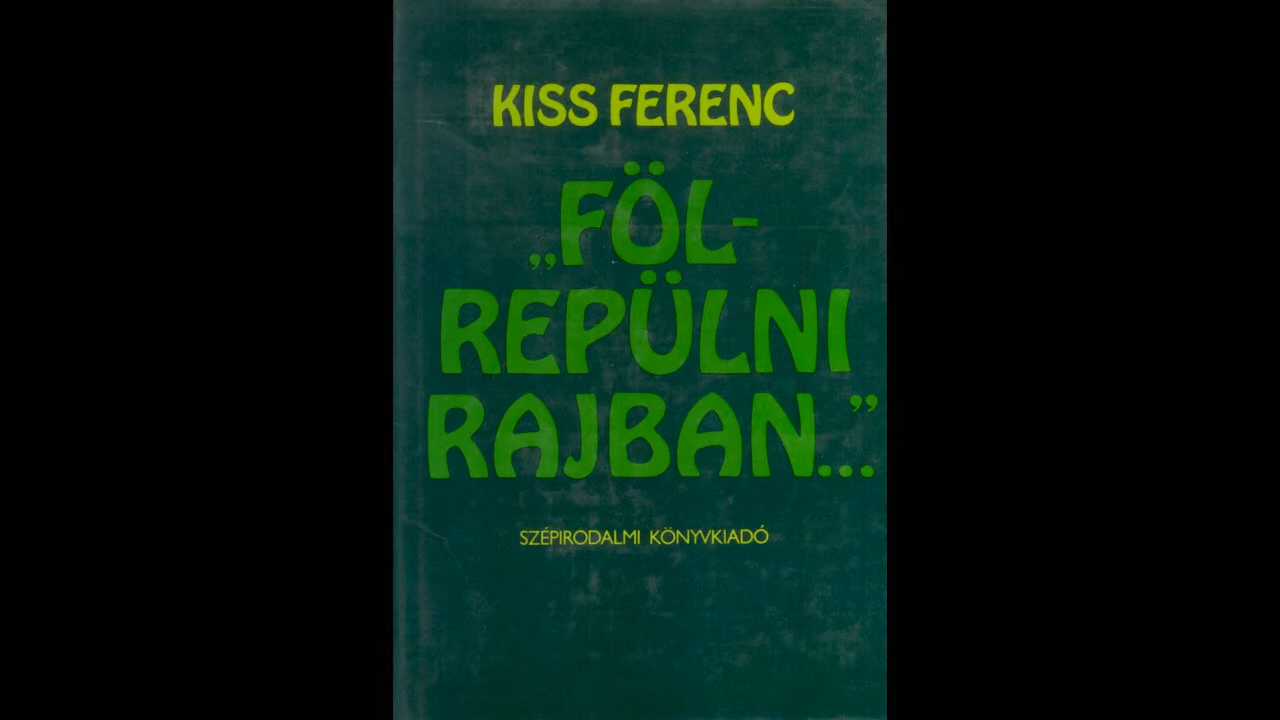 KISS FERENC
„FÖL-
REPÜLNI
RAJBAN...”
SZÉPIRODALMI KÖNYVKIADÓ